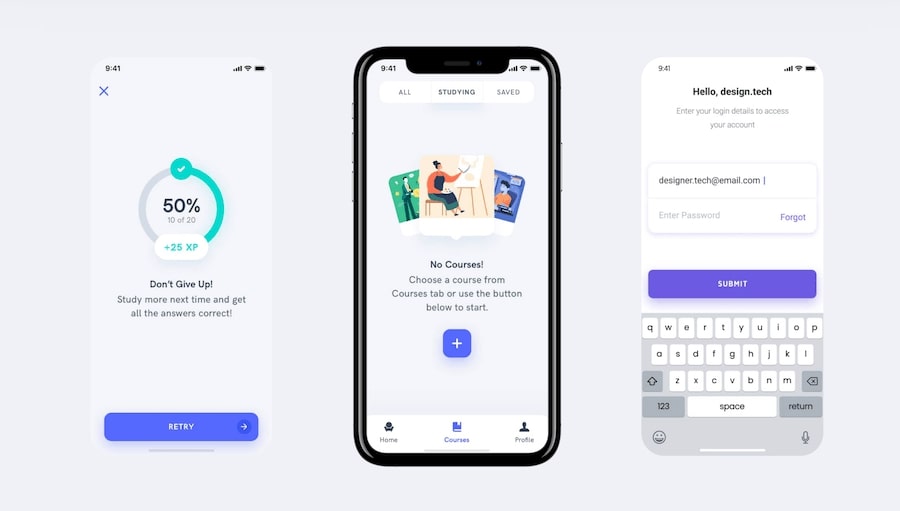 9:41
50%
10 of 20
+25 XP
Don't Give Up!
Study more next time and get
all the answers correct!
RETRY
9:41
ALL
STUDYING
SAVED
No Courses!
Choose a course from
Courses tab or use the button
below to start.
Home
Courses
Profile
9:41
Hello, design.tech
Enter your login details to access
your account
designer.tech@email.com
Enter Password
Forgot
SUBMIT
q w e r t y u i o p
a s d f g h j k l
z x c v b n m
123
space
return